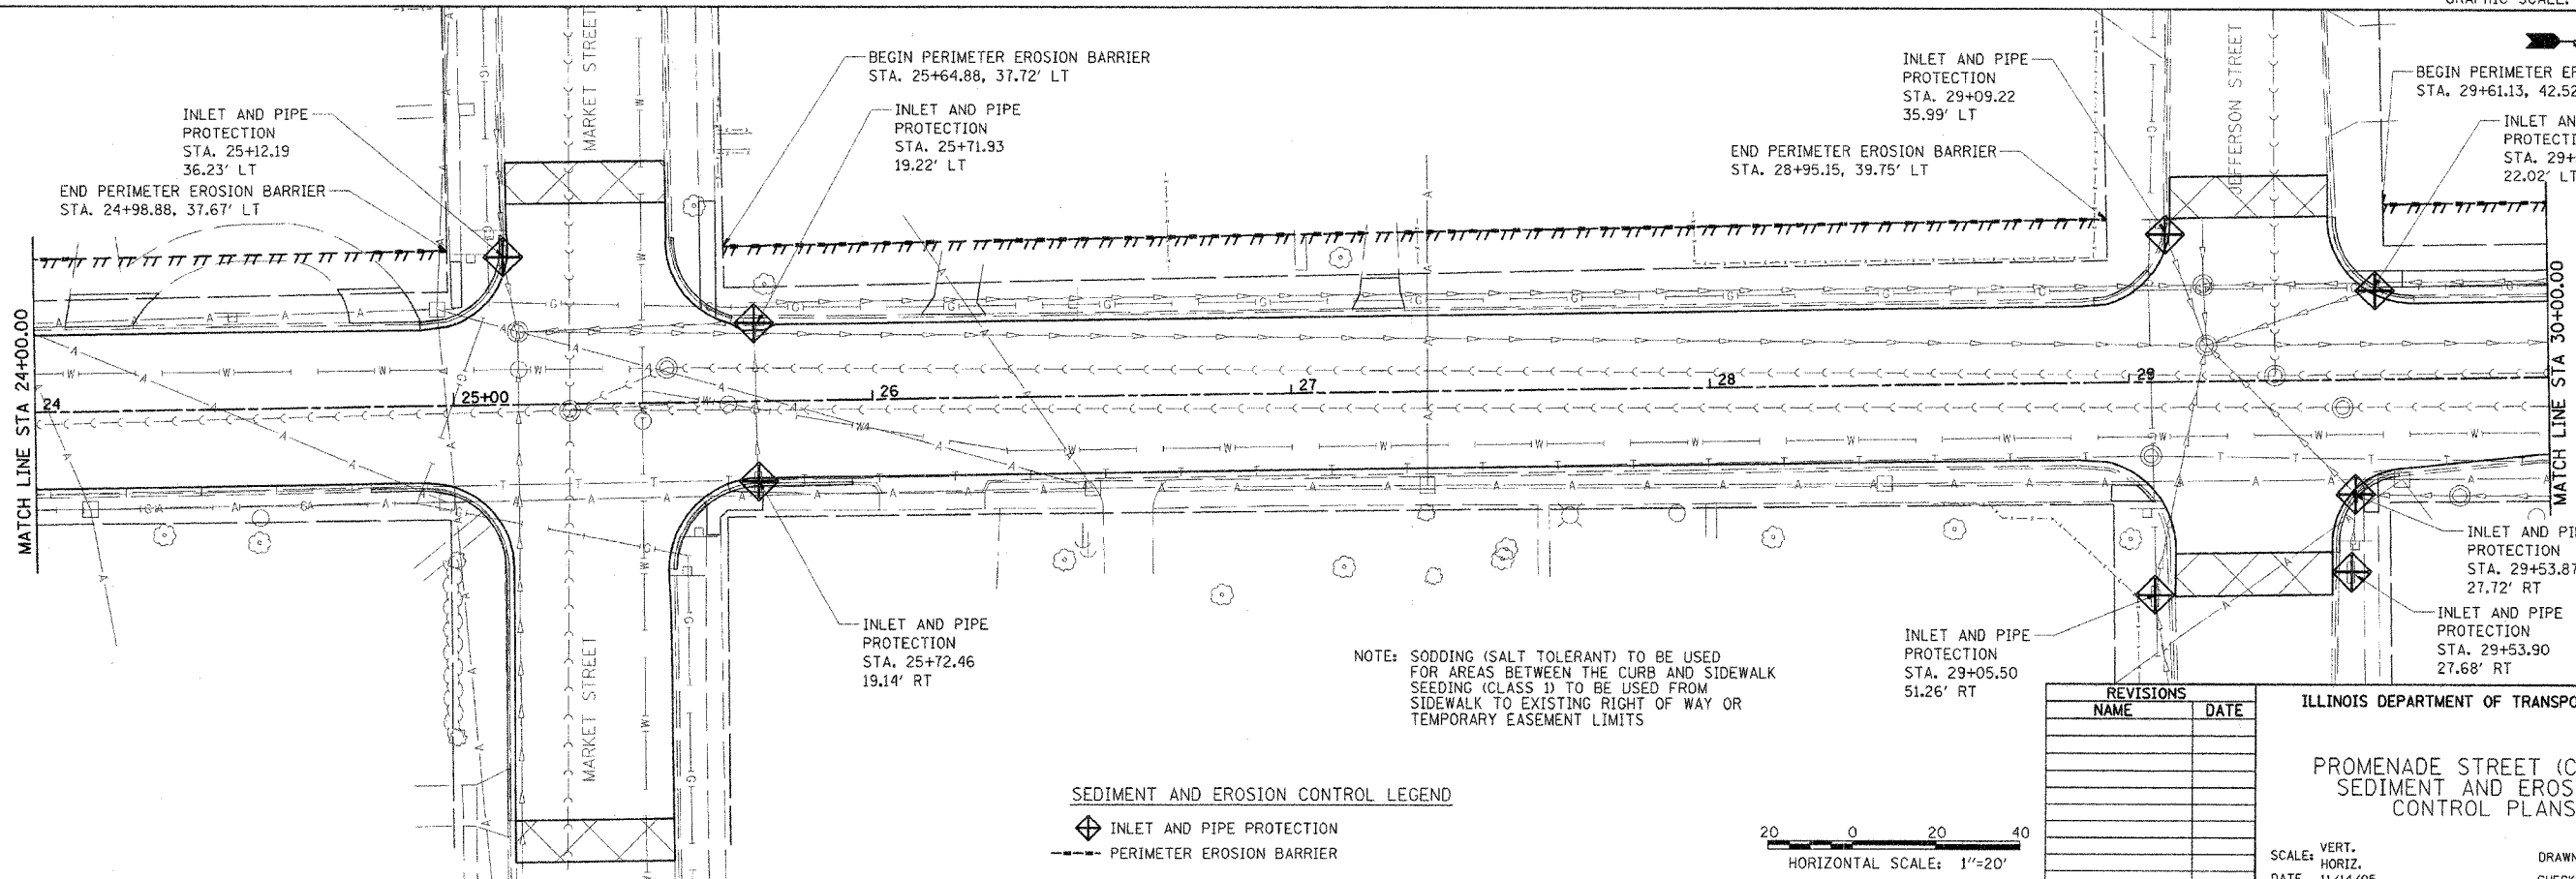 GRAPHIC SCALE:
MARKET STREET
JEFFERSON STREET
BEGIN PERIMETER EROSION BARRIER
STA. 25+64.88, 37.72' LT
INLET AND PIPE
PROTECTION
STA. 25+12.19
36.23' LT
INLET AND PIPE
PROTECTION
STA. 25+71.93
19.22' LT
END PERIMETER EROSION BARRIER
STA. 24+98.88, 37.67' LT
INLET AND PIPE
PROTECTION
STA. 29+09.22
35.99' LT
END PERIMETER EROSION BARRIER
STA. 28+95.15, 39.75' LT
BEGIN PERIMETER
STA. 29+61.13, 42.52
INLET
STA. 29+
22.02' LT
MATCH LINE STA 24+00.00
24
25+00
26
27
28
29
MATCH LINE STA 30+00.00
INLET AND PIPE
PROTECTION
STA. 25+72.46
19.14' RT
MARKET STREET
INLET AND
PROTECTION
STA. 29+53.87
27.72' RT
INLET AND PIPE
PROTECTION
STA. 29+53.90
27.68' RT
INLET AND PIPE
PROTECTION
STA. 29+05.50
51.26' RT
NOTE: SODDING (SALT TOLERANT) TO BE USED
FOR AREAS BETWEEN THE CURB AND SIDEWALK
SEEDING (CLASS 1) TO BE USED FROM
SIDEWALK TO EXISTING RIGHT OF WAY OR
TEMPORARY EASEMENT LIMITS
SEDIMENT AND EROSION CONTROL LEGEND
INLET AND PIPE PROTECTION
PERIMETER EROSION BARRIER
20 0 20 40
HORIZONTAL SCALE: 1''=20'
REVISIONS
NAME DATE
ILLINOIS DEPARTMENT OF
PROMENADE STREET
SEDIMENT AND
CONTROL PLANS
SCALE: VERT.
HORIZ.
DRAWN
DATE 11/14/05